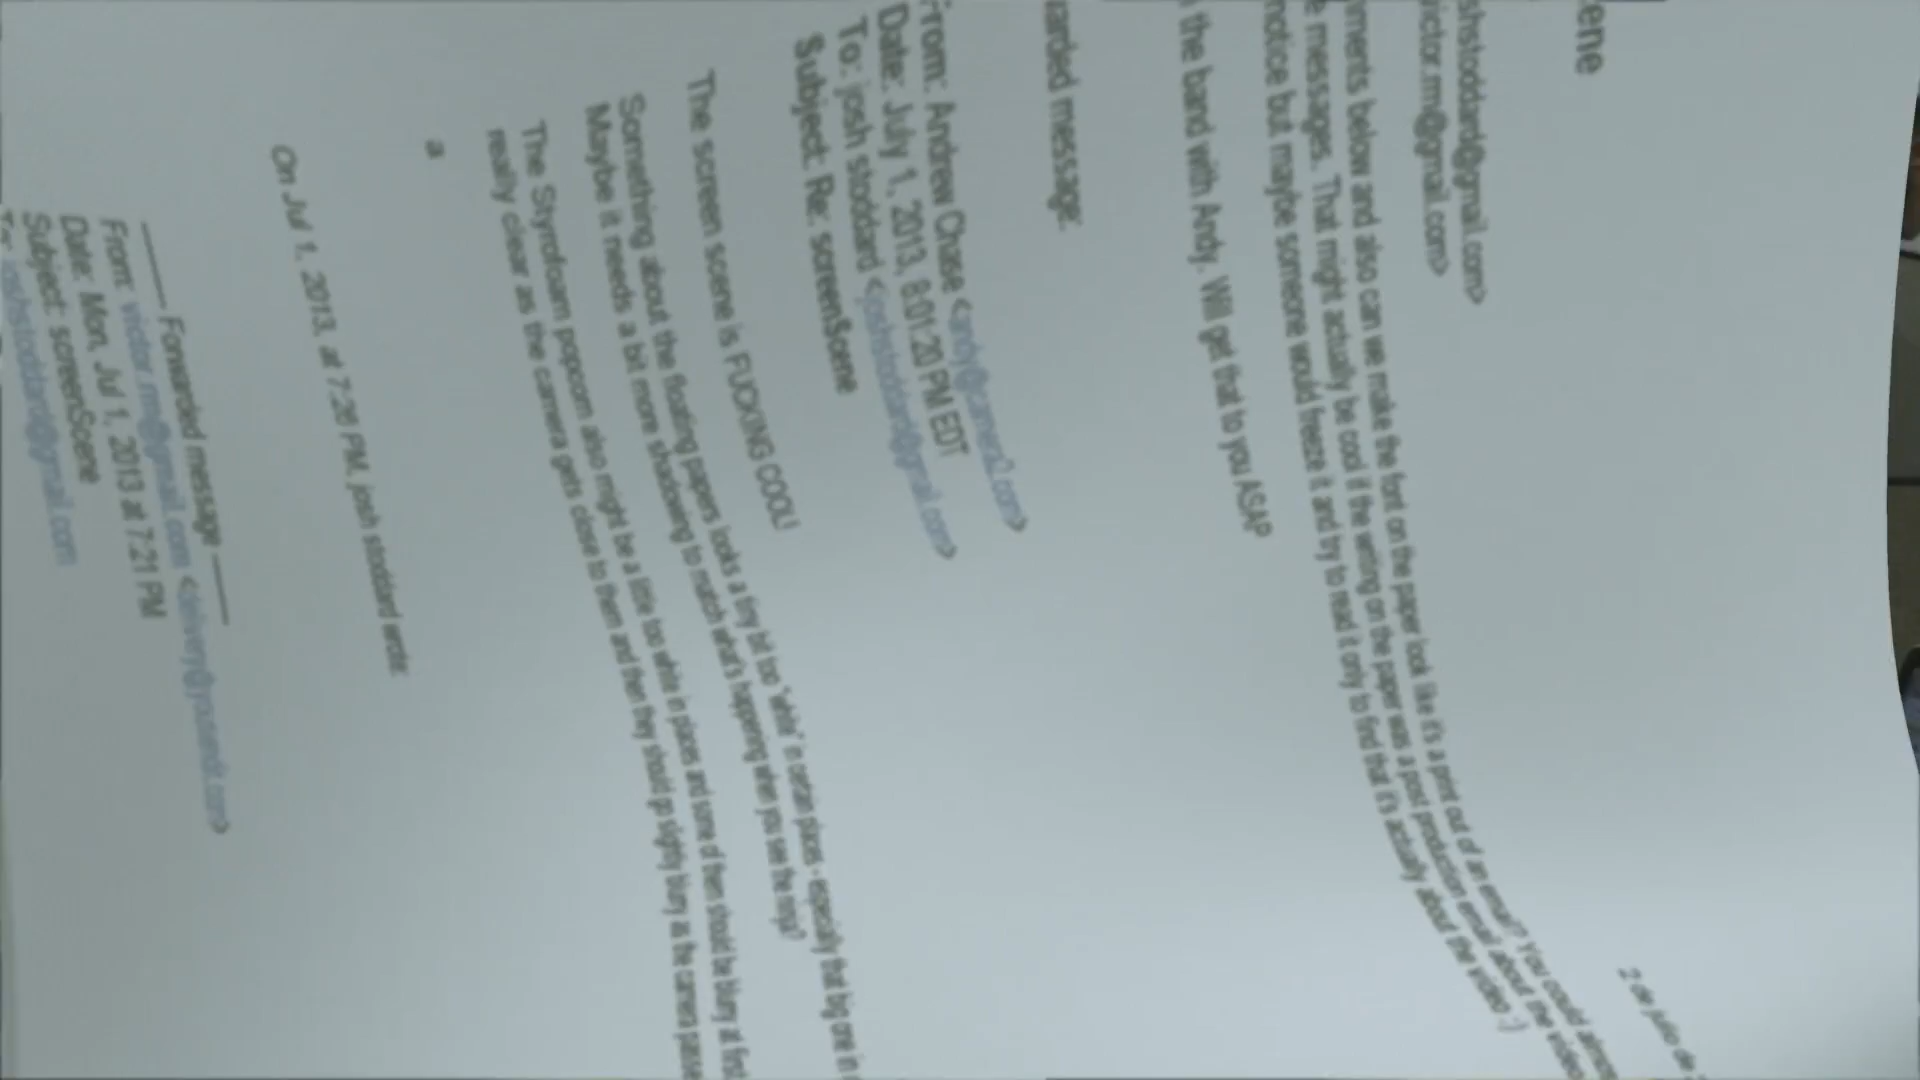 ene
2 de julio de
shstoddard@gmail.com>
ictor.rm@gmail.com>
mments below and also can we make the font on the paper look like it's a print out of an email? You could almos
e messages. That might actually be cool if the writing on the paper was a post production email about the video
notice but maybe someone would freeze it and try to read it only to find that it's actually about the video :)
the band with Andy. Will get that to you ASAP
arded message:
From: Andrew Chase <andy@camera2.com>
Date: July 1, 2013, 8:01:20 PM EDT
To: josh stoddard <joshstoddard@gmail.com>
Subject: Re: screenScene
The screen scene is FUCKING COOL!
Something about the floating papers looks a tiny bit too "white" in certain places - especially that big one in
Maybe it needs a bit more shadowing to match what's happening when you see the ninja?
The Styrofoam popcorn also might be a little too white in places and some of them should be blurry at first
really clear as the camera gets close to them and then they should go slightly blurry as the camera passe
a
On Jul 1, 2013, at 7:26 PM, josh stoddard wrote:
-------- Forwarded message --------
From: victor.rm@gmail.com
Date: Mon, Jul 1, 2013 at 7:21 PM
Subject: screenScene
To: joshstoddard@gmail.com